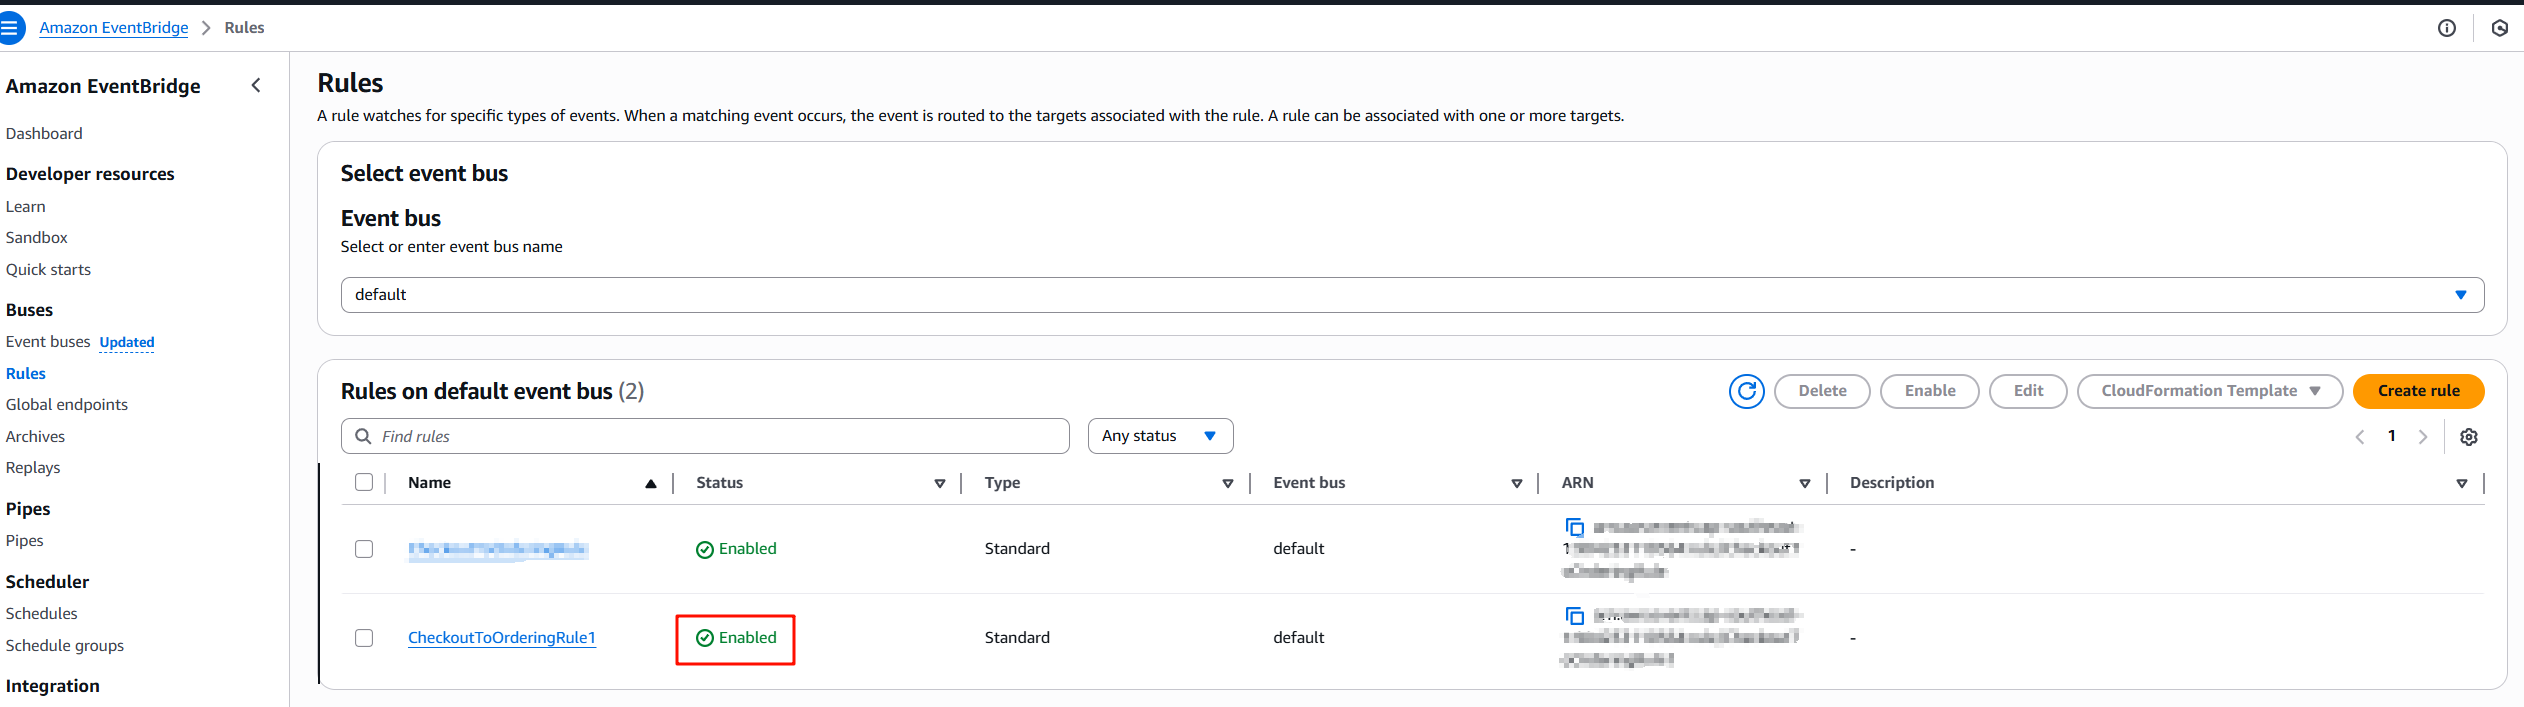 Amazon EventBridge > Rules
Amazon EventBridge
Dashboard
Developer resources
Learn
Sandbox
Quick starts
Buses
Event buses Updated
Rules
Global endpoints
Archives
Replays
Pipes
Pipes
Scheduler
Schedules
Schedule groups
Integration
Rules
A rule watches for specific types of events. When a matching event occurs, the event is routed to the targets associated with the rule. A rule can be associated with one or more targets.
Select event bus
Event bus
Select or enter event bus name
default
Rules on default event bus (2)
Delete
Enable
Edit
CloudFormation Template
Create rule
Find rules
Any status
1
Name Status Type Event bus ARN Description
Enabled Standard default -
CheckoutToOrderingRule1 Enabled Standard default -